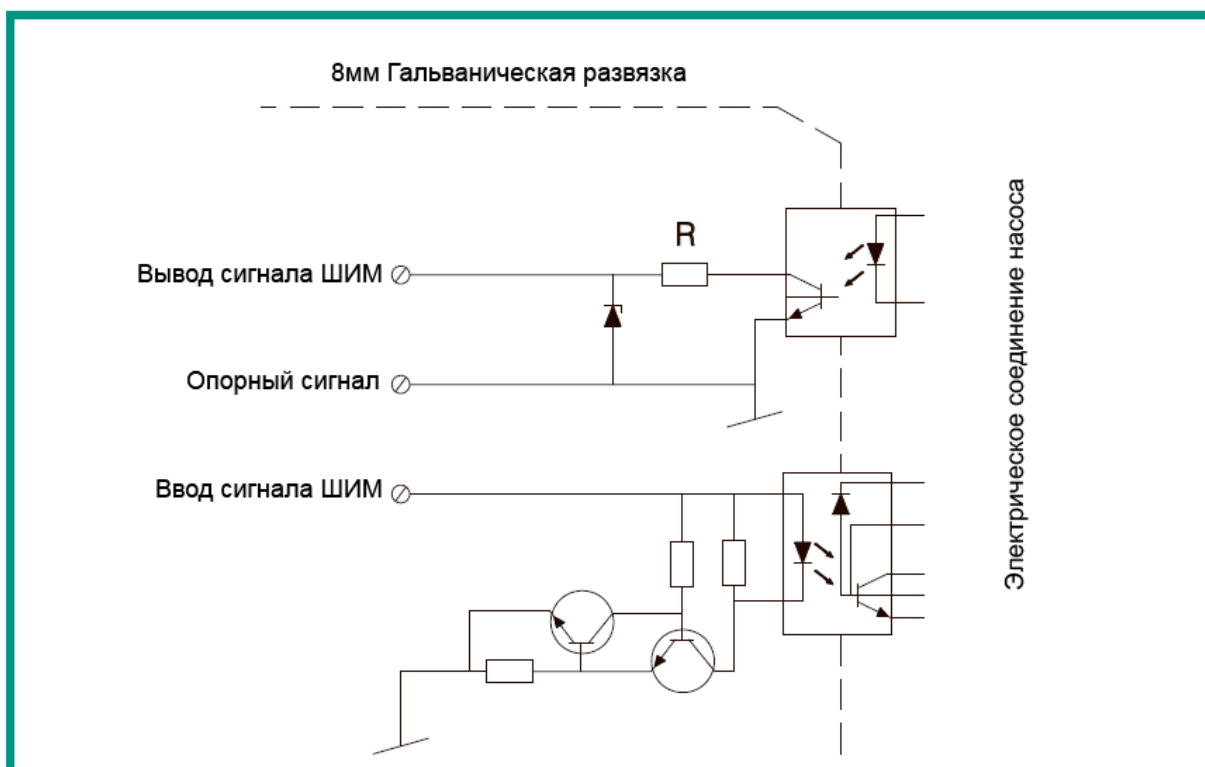 8мм Гальваническая развязка
R
Вывод сигнала ШИМ
Опорный сигнал
Ввод сигнала ШИМ
Электрическое соединение насоса